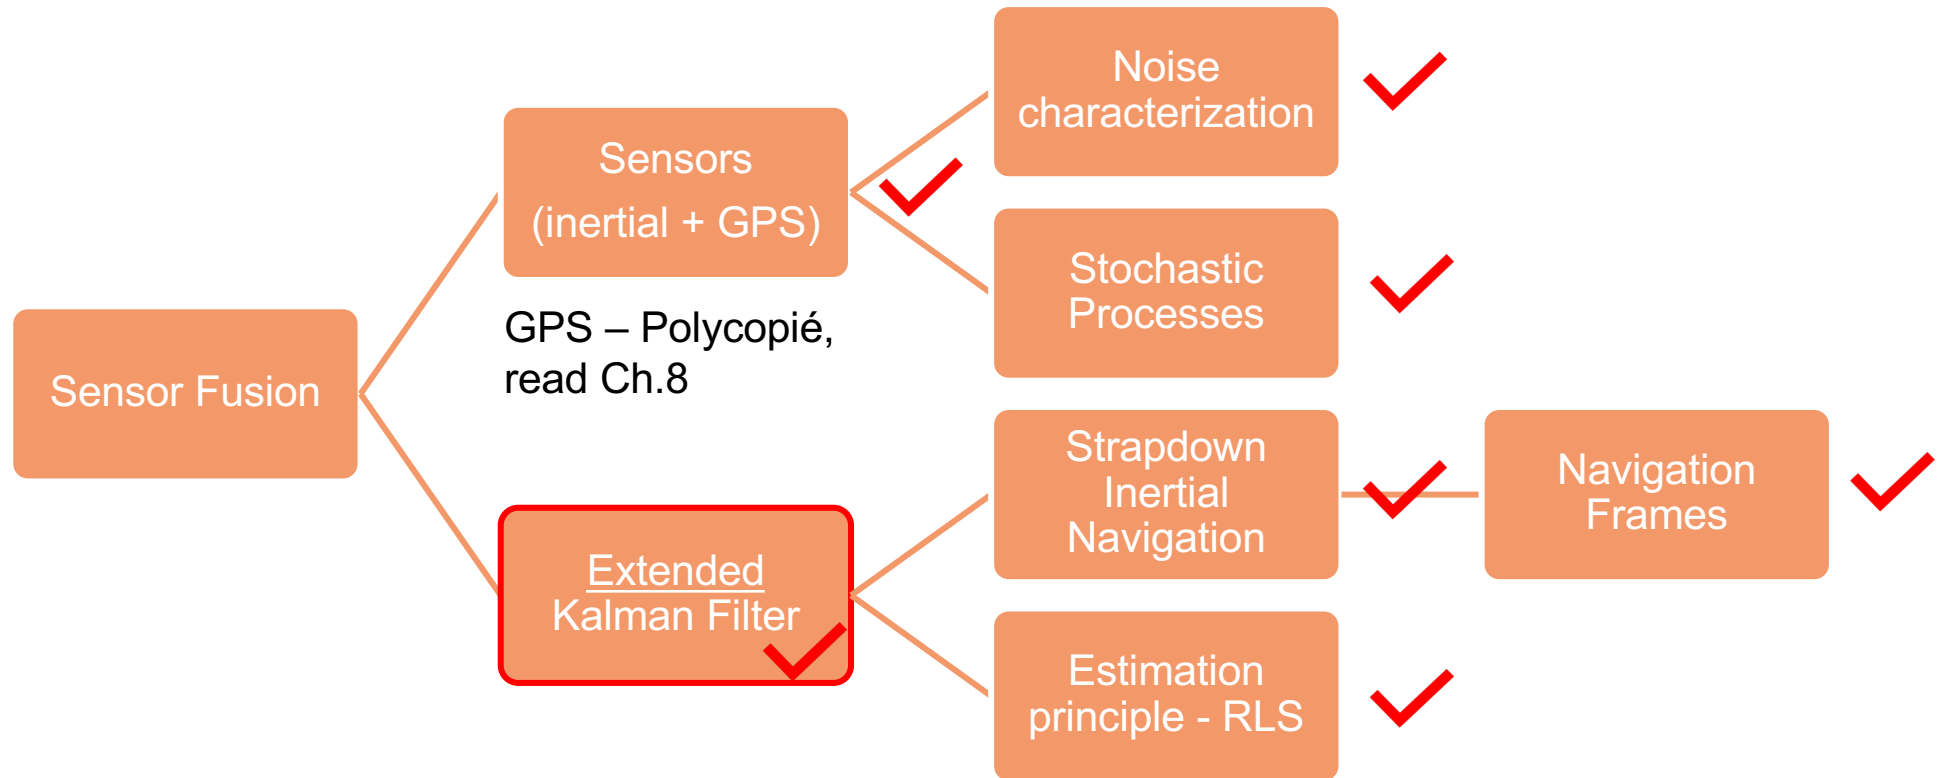 Sensor Fusion
Sensors
(inertial + GPS)
GPS – Polycopié,
read Ch.8
Extended
Kalman Filter
Noise
characterization
Stochastic
Processes
Strapdown
Inertial
Navigation
Estimation
principle - RLS
Navigation
Frames